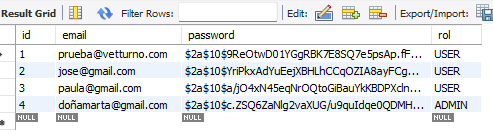 Result Grid Filter Rows: Edit: Export/Import:
id email password rol
1 prueba@vetturno.com $2a$10$9ReOtwD01YGgRBK7E8SQ7e5psAp.fF... USER
2 jose@gmail.com $2a$10$YriPkxAdYuEejXBHLhCCqOZIA8ayFCg... USER
3 paula@gmail.com $2a$10$a/jO4xN45eqNrOQtoGiBauYkKBDPXcln... USER
4 doñamarta@gmail.com $2a$10$c.ZSQ6ZaNlg2vaXUG/u9quIdqe0QDMH... ADMIN
NULL NULL NULL NULL